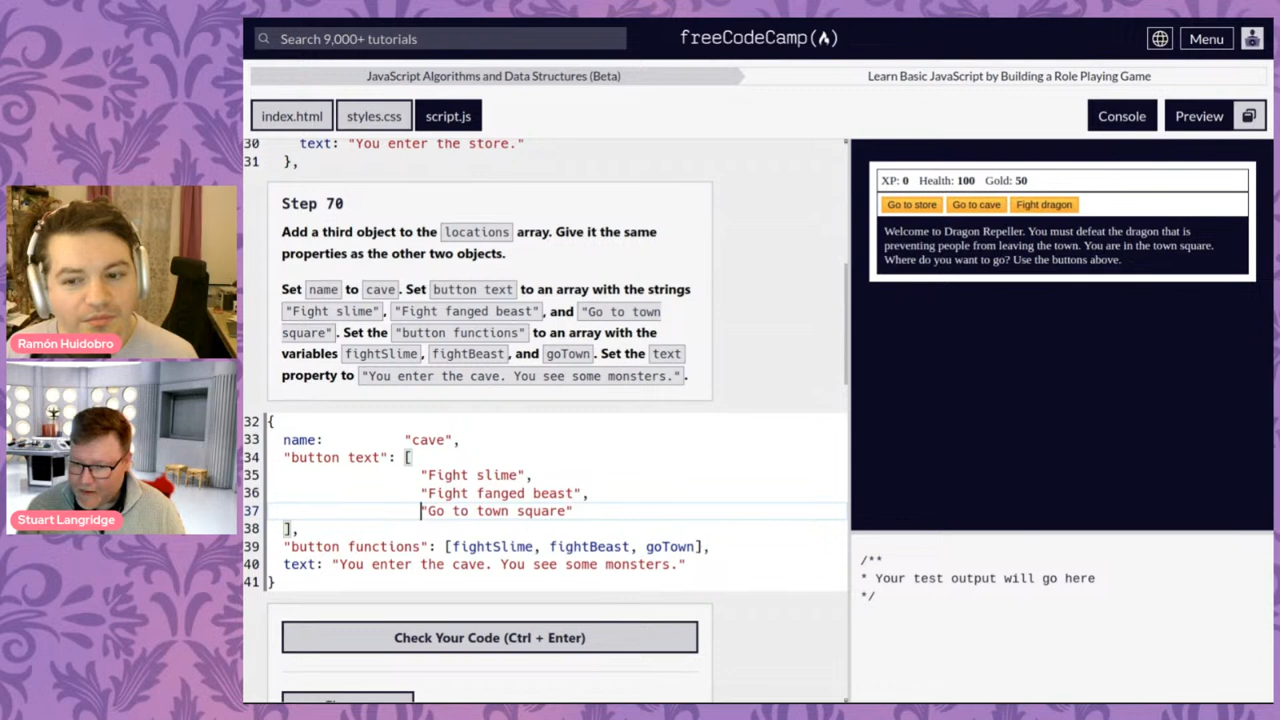 Search 9,000+ tutorials
freeCodeCamp
Menu
JavaScript Algorithms and Data Structures (Beta)
Learn Basic JavaScript by Building a Role Playing Game
index.html
styles.css
script.js
Console
Preview
30 text: "You enter the store."
31 },
Step 70
Add a third object to the locations array. Give it the same
properties as the other two objects.
Set name to cave. Set button text to an array with the strings
"Fight slime", "Fight fanged beast", and "Go to town
square". Set the "button functions" to an array with the
variables fightSlime, fightBeast, and goTown. Set the text
property to "You enter the cave. You see some monsters.".
32 {
33 name: "cave",
34 "button text": [
35 "Fight slime",
36 "Fight fanged beast",
37 "Go to town square"
38 ],
39 "button functions": [fightSlime, fightBeast, goTown],
40 text: "You enter the cave. You see some monsters."
41 }
Check Your Code (Ctrl + Enter)
XP: 0 Health: 100 Gold: 50
Go to store
Go to cave
Fight dragon
Welcome to Dragon Repeller. You must defeat the dragon that is
preventing people from leaving the town. You are in the town square.
Where do you want to go? Use the buttons above.
/**
* Your test output will go here
*/
Ramón Huidobro
Stuart Langridge